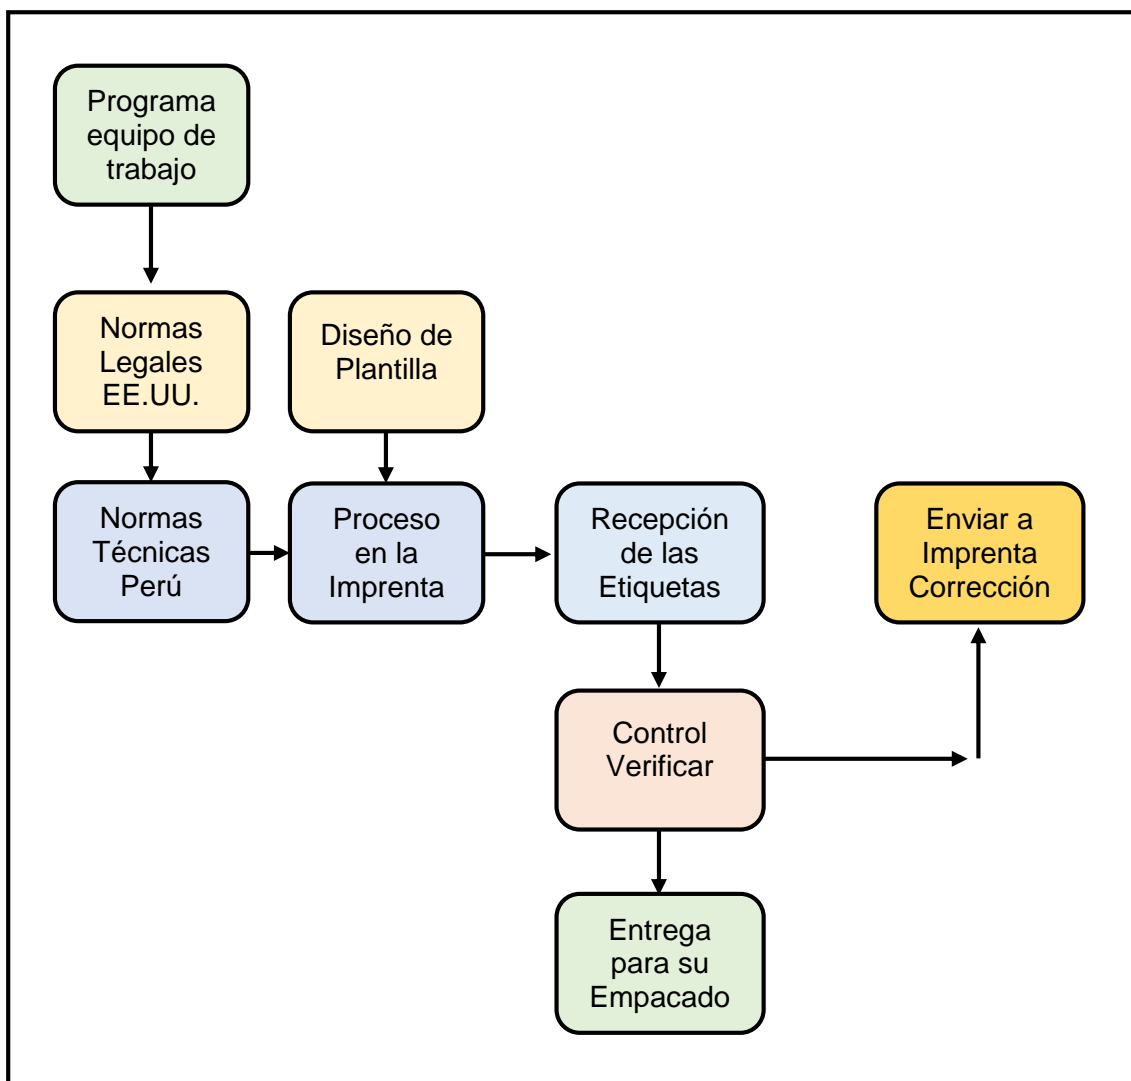 Programa
equipo de
trabajo
Normas
Legales
EE.UU.
Diseño de
Plantilla
Normas
Técnicas
Perú
Proceso
en la
Imprenta
Recepción
de las
Etiquetas
Enviar a
Imprenta
Corrección
Control
Verificar
Entrega
para su
Empacado